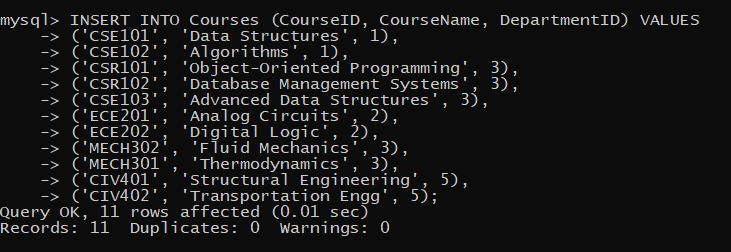 mysql> INSERT INTO Courses (CourseID, CourseName, DepartmentID) VALUES
    -> ('CSE101', 'Data Structures', 1),
    -> ('CSE102', 'Algorithms', 1),
    -> ('CSR101', 'Object-Oriented Programming', 3),
    -> ('CSR102', 'Database Management Systems', 3),
    -> ('CSE103', 'Advanced Data Structures', 3),
    -> ('ECE201', 'Analog Circuits', 2),
    -> ('ECE202', 'Digital Logic', 2),
    -> ('MECH302', 'Fluid Mechanics', 3),
    -> ('MECH301', 'Thermodynamics', 3),
    -> ('CIV401', 'Structural Engineering', 5),
    -> ('CIV402', 'Transportation Engg', 5);
Query OK, 11 rows affected (0.01 sec)
Records: 11  Duplicates: 0  Warnings: 0